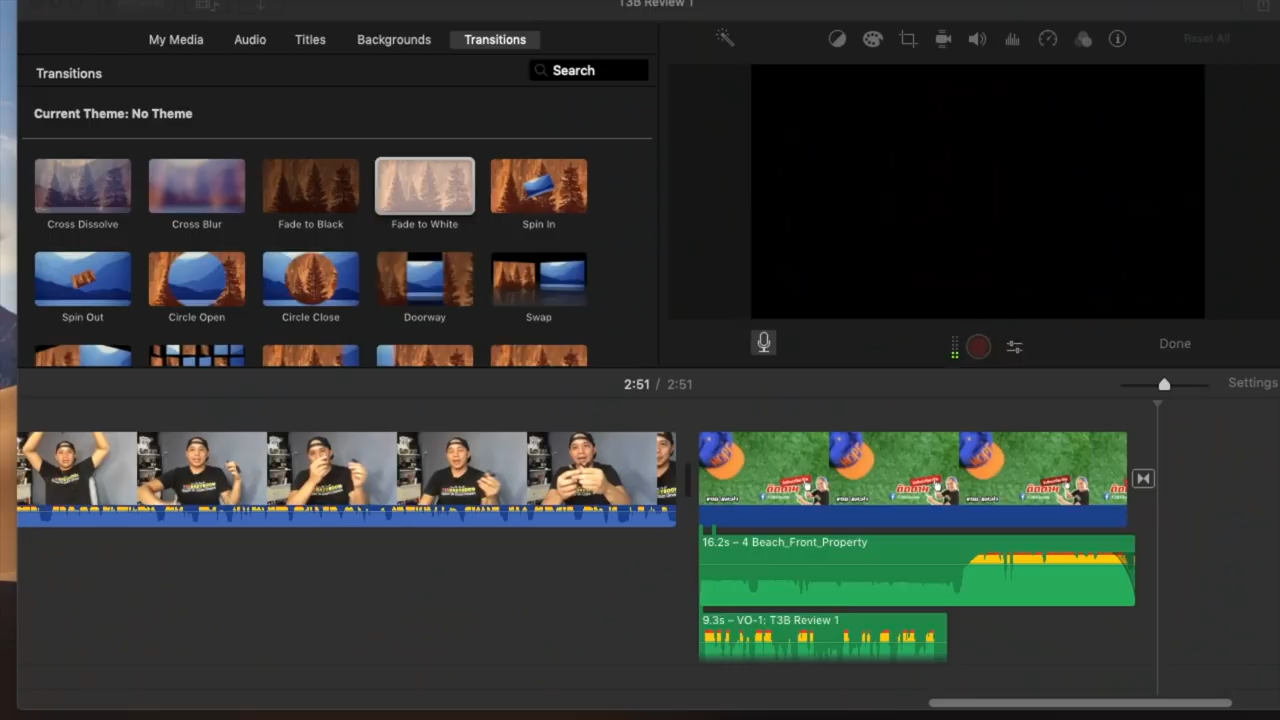 T3B Review 1
My Media
Audio
Titles
Backgrounds
Transitions
Reset All
Transitions
Search
Current Theme: No Theme
Cross Dissolve
Cross Blur
Fade to Black
Fade to White
Spin In
Spin Out
Circle Open
Circle Close
Doorway
Swap
Done
2:51 / 2:51
Settings
16.2s – 4 Beach_Front_Property
9.3s – VO-1: T3B Review 1